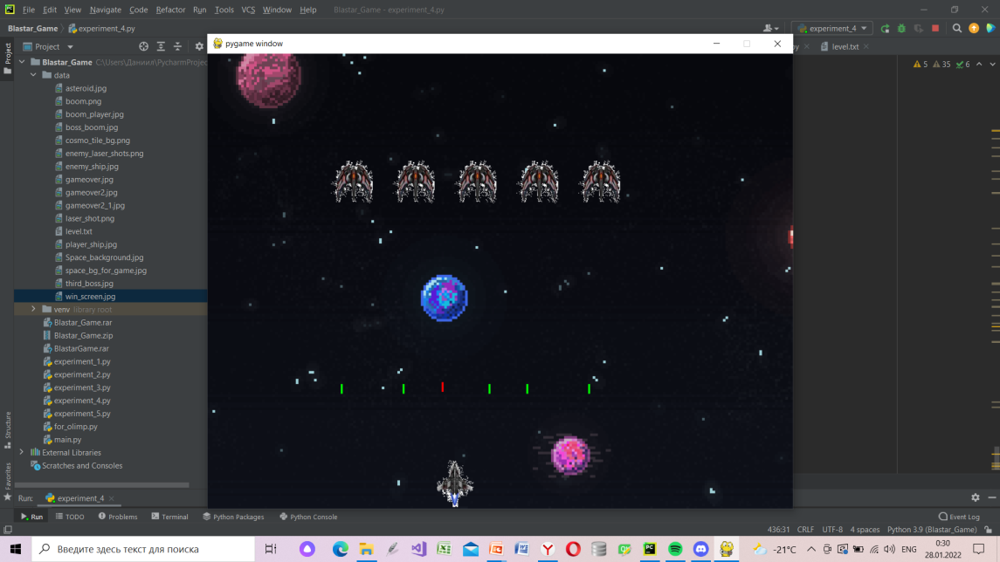 File Edit View Navigate Code Refactor Run Tools VCS Window Help Blastar_Game - experiment_4.py
Blastar_Game experiment_4.py experiment_4
Project
pygame window
level.txt
Project
Blastar_Game C:\Users\Даниил\PycharmProjec
5 35 6
data
asteroid.jpg
boom.png
boom_player.jpg
boss_boom.jpg
cosmo_tile_bg.png
enemy_laser_shots.png
enemy_ship.jpg
gameover.jpg
gameover2.jpg
gameover2_1.jpg
laser_shot.png
level.txt
player_ship.jpg
Space_background.jpg
space_bg_for_game.jpg
third_boss.jpg
win_screen.jpg
venv library root
Blastar_Game.rar
Blastar_Game.zip
BlastarGame.rar
experiment_1.py
experiment_2.py
experiment_3.py
experiment_4.py
experiment_5.py
for_olimp.py
main.py
External Libraries
Scratches and Consoles
Structure
Favorites
Run: experiment_4
Run TODO Problems Terminal Python Packages Python Console Event Log
436:31 CRLF UTF-8 4 spaces Python 3.9 (Blastar_Game)
Введите здесь текст для поиска
-21°C ENG 0:30
28.01.2022